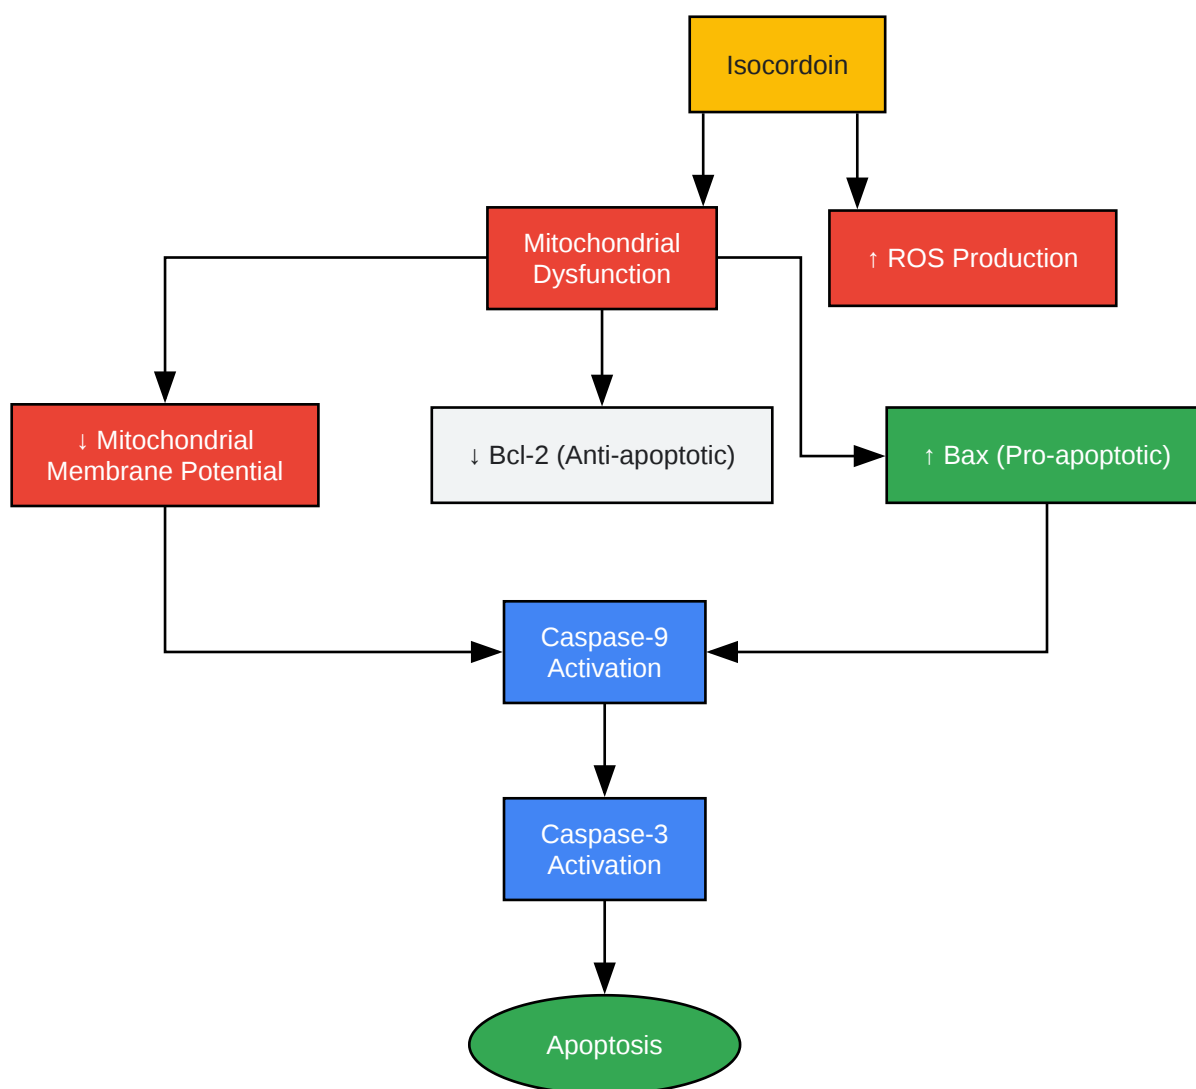 Isocordoin
Mitochondrial
Dysfunction
↑ ROS Production
↓ Mitochondrial
Membrane Potential
↓ Bcl-2 (Anti-apoptotic)
↑ Bax (Pro-apoptotic)
Caspase-9
Activation
Caspase-3
Activation
Apoptosis